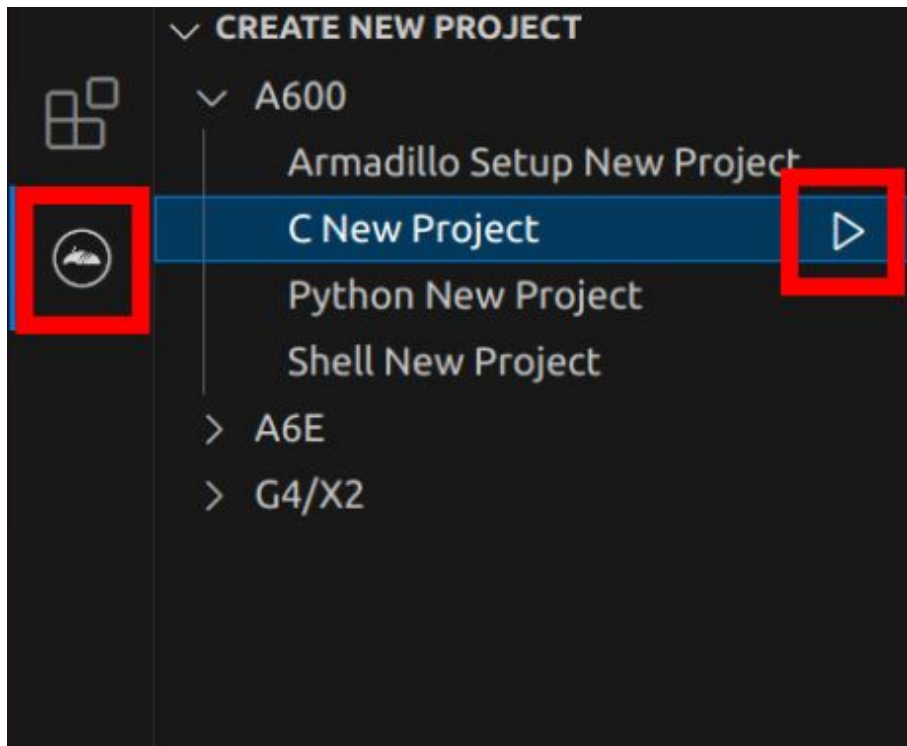 CREATE NEW PROJECT
A600
Armadillo Setup New Project
C New Project
Python New Project
Shell New Project
A6E
G4/X2